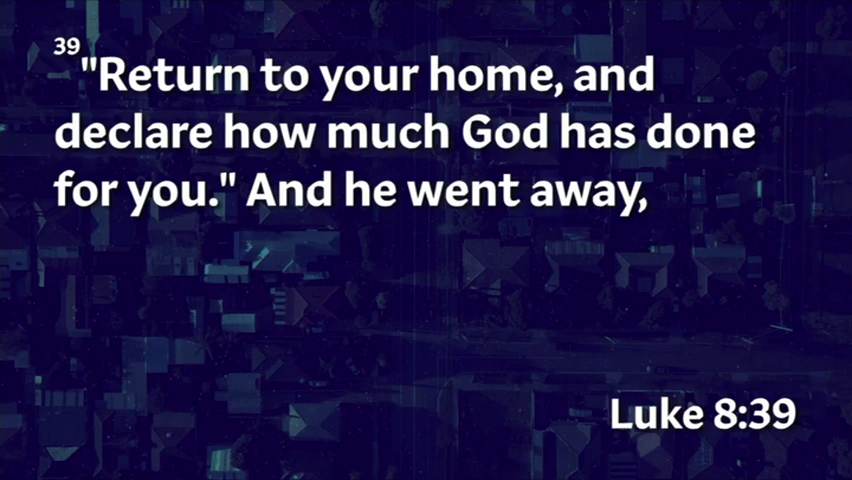 39 "Return to your home, and
declare how much God has done
for you." And he went away,
Luke 8:39